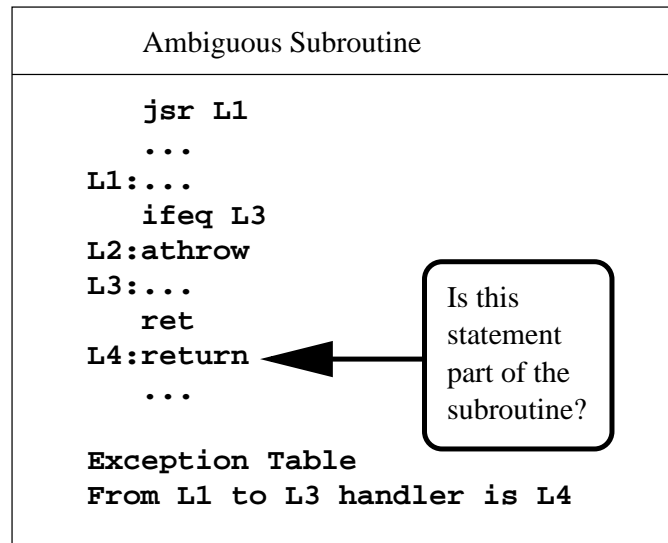 Ambiguous Subroutine
jsr L1
...
L1:...
ifeq L3
L2:athrow
L3:...
ret
L4:return
...
Is this
statement
part of the
subroutine?
Exception Table
From L1 to L3 handler is L4